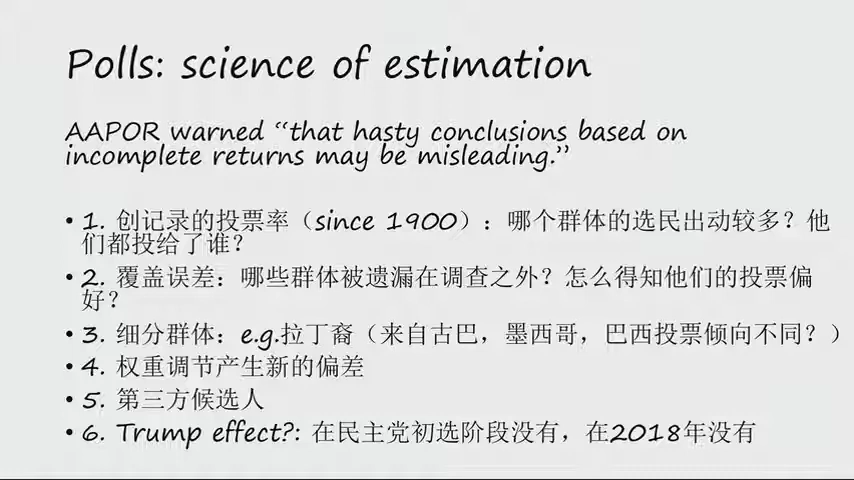 Polls: science of estimation
AAPOR warned “that hasty conclusions based on
incomplete returns may be misleading.”
• 1. 创记录的投票率（since 1900）：哪个群体的选民出动较多？他
们都投给了谁？
• 2. 覆盖误差：哪些群体被遗漏在调查之外？怎么得知他们的投票偏
好？
• 3. 细分群体：e.g.拉丁裔（来自古巴，墨西哥，巴西投票倾向不同？）
• 4. 权重调节产生新的偏差
• 5. 第三方候选人
• 6. Trump effect?: 在民主党初选阶段没有，在2018年没有